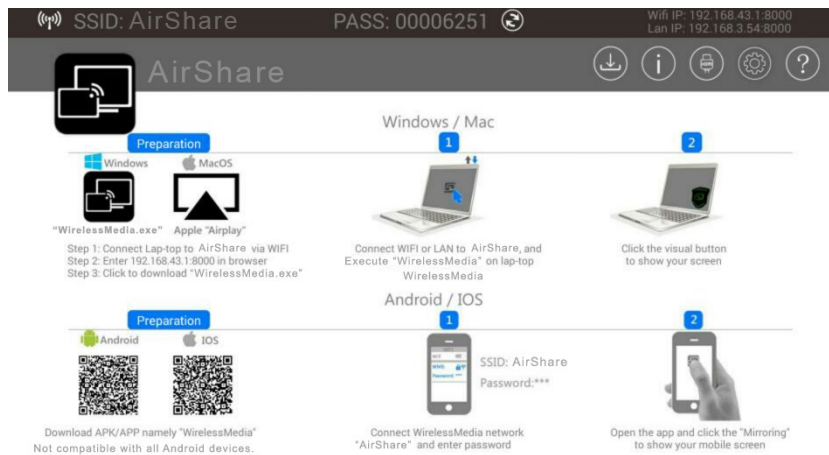 SSID: AirShare
PASS: 00006251
Wifi IP: 192.168.43.1:8000
Lan IP: 192.168.3.54:8000
AirShare
Windows / Mac
Preparation
1
2
Windows
MacOS
"WirelessMedia.exe"
Apple "Airplay"
Step 1: Connect Lap-top to AirShare via WIFI
Step 2: Enter 192.168.43.1:8000 in browser
Step 3: Click to download "WirelessMedia.exe"
Connect WIFI or LAN to AirShare, and
Execute "WirelessMedia" on lap-top
WirelessMedia
Click the visual button
to show your screen
Android / IOS
Preparation
1
2
Android
IOS
SSID: AirShare
Password:***
Download APK/APP namely "WirelessMedia"
Not compatible with all Android devices.
Connect WirelessMedia network
"AirShare" and enter password
Open the app and click the "Mirroring"
to show your mobile screen